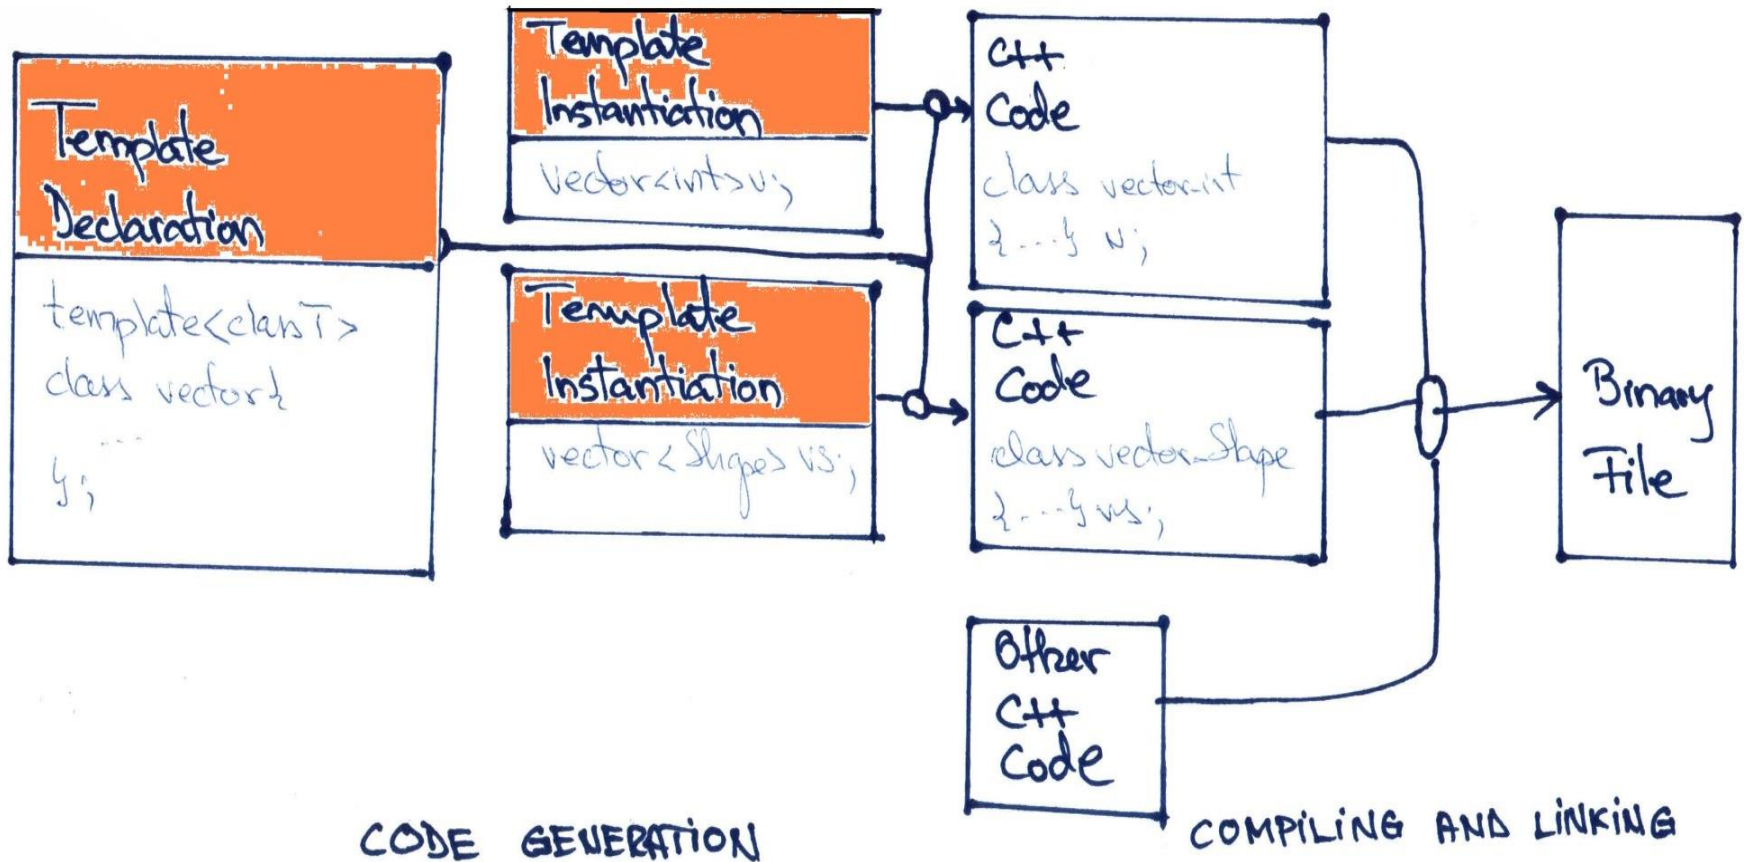 Template
Declaration
template<class T>
class vector{
...
};
Template
Instantiation
vector<int> v;
Template
Instantiation
vector<Shape> vs;
C++
Code
class vector_int
{....} v;
C++
Code
class vector_Shape
{....} vs;
Other
C++
Code
Binary
File
CODE GENERATION
COMPILING AND LINKING